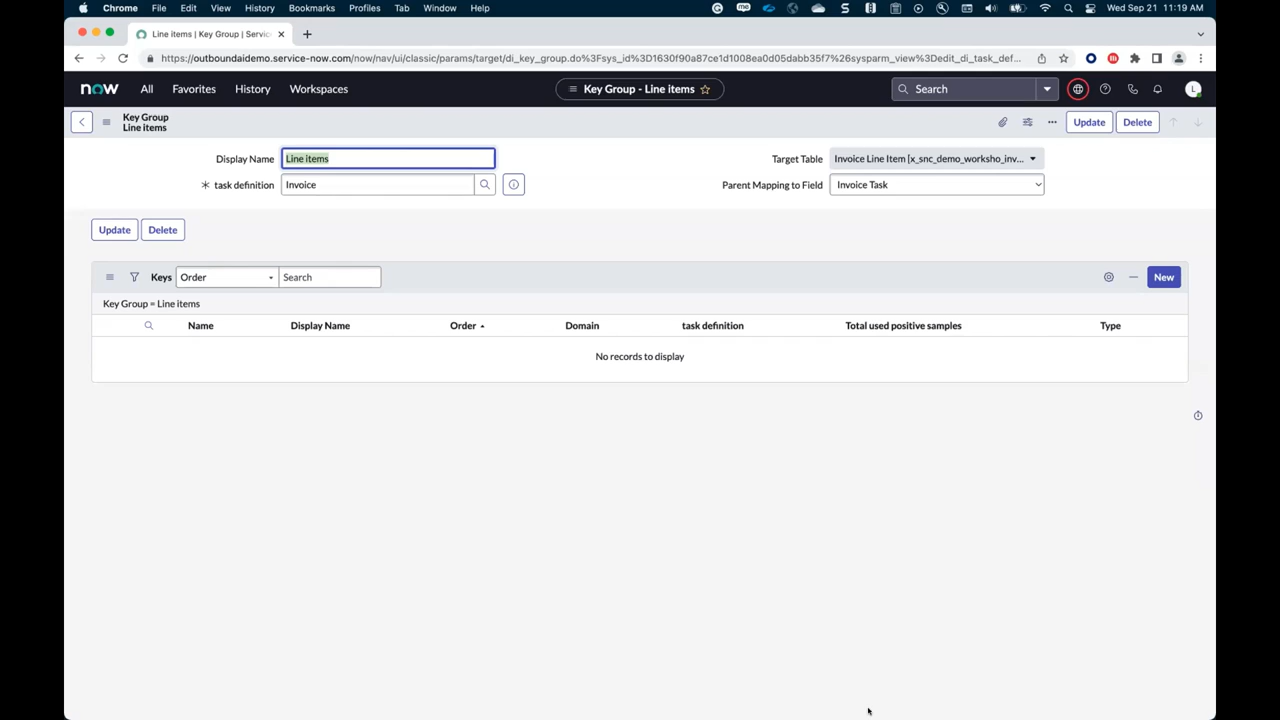 Chrome File Edit View History Bookmarks Profiles Tab Window Help
Wed Sep 21 11:19 AM
Line items | Key Group | Servic
https://outboundaidemo.service-now.com/now/nav/ui/classic/params/target/di_key_group.do%3Fsys_id%3D1630f90a87ce1d1008ea0d05dabb35f7%26sysparm_view%3Dedit_di_task_def...
now All Favorites History Workspaces
Key Group - Line items
Search
Key Group
Line items
Update Delete
Display Name Line items
Target Table Invoice Line Item [x_snc_demo_worksho_inv...
* task definition Invoice
Parent Mapping to Field Invoice Task
Update Delete
Keys Order Search New
Key Group = Line items
Name Display Name Order Domain task definition Total used positive samples Type
No records to display